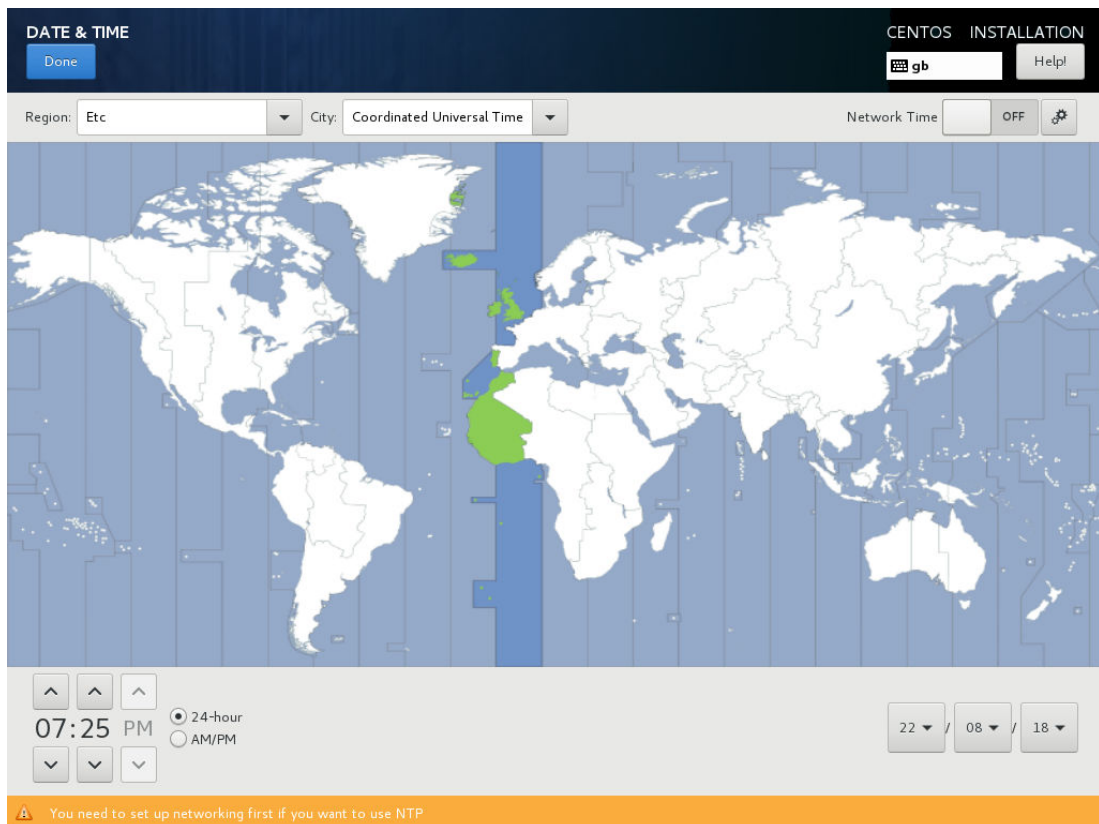 DATE & TIME
CENTOS INSTALLATION
Done
gb
Help!
Region: Etc City: Coordinated Universal Time Network Time OFF
07:25 PM
24-hour
AM/PM
22 / 08 / 18
You need to set up networking first if you want to use NTP